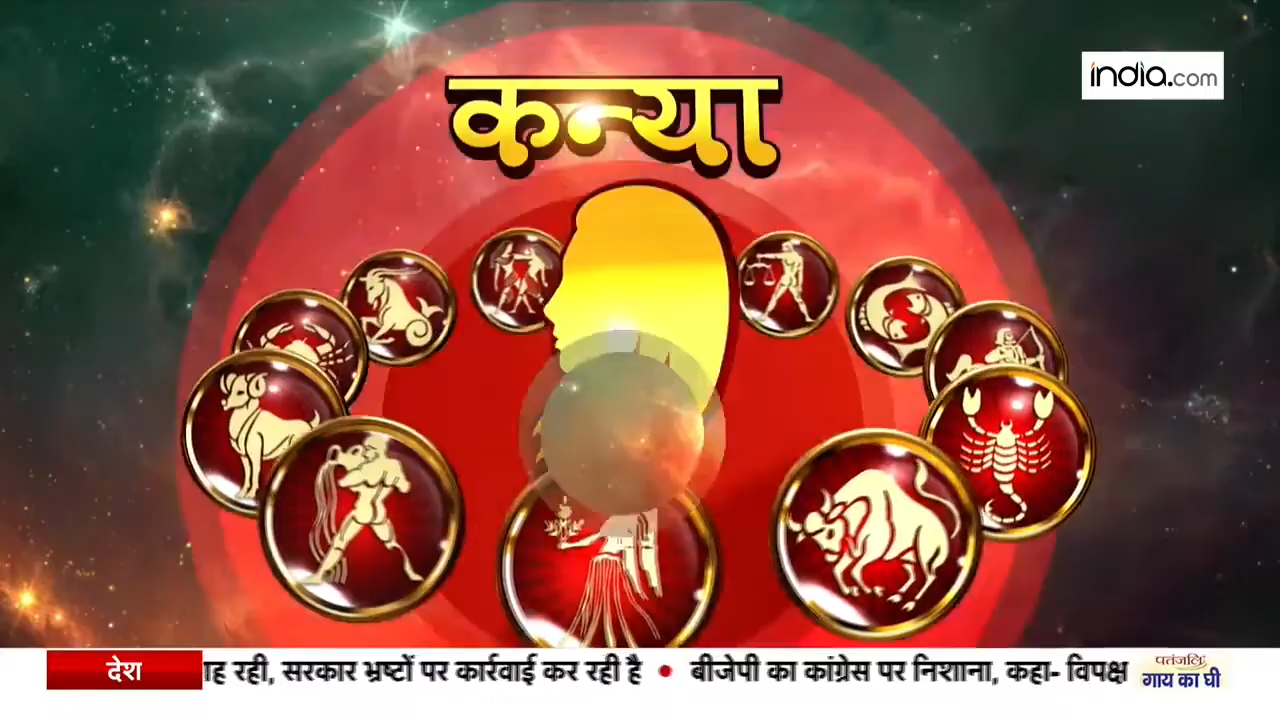 कन्या
india.com
देश
रही, सरकार भ्रष्टों पर कार्रवाई कर रही है • बीजेपी का कांग्रेस पर निशाना, कहा- विपक्ष
पतंजलि
गाय का घी